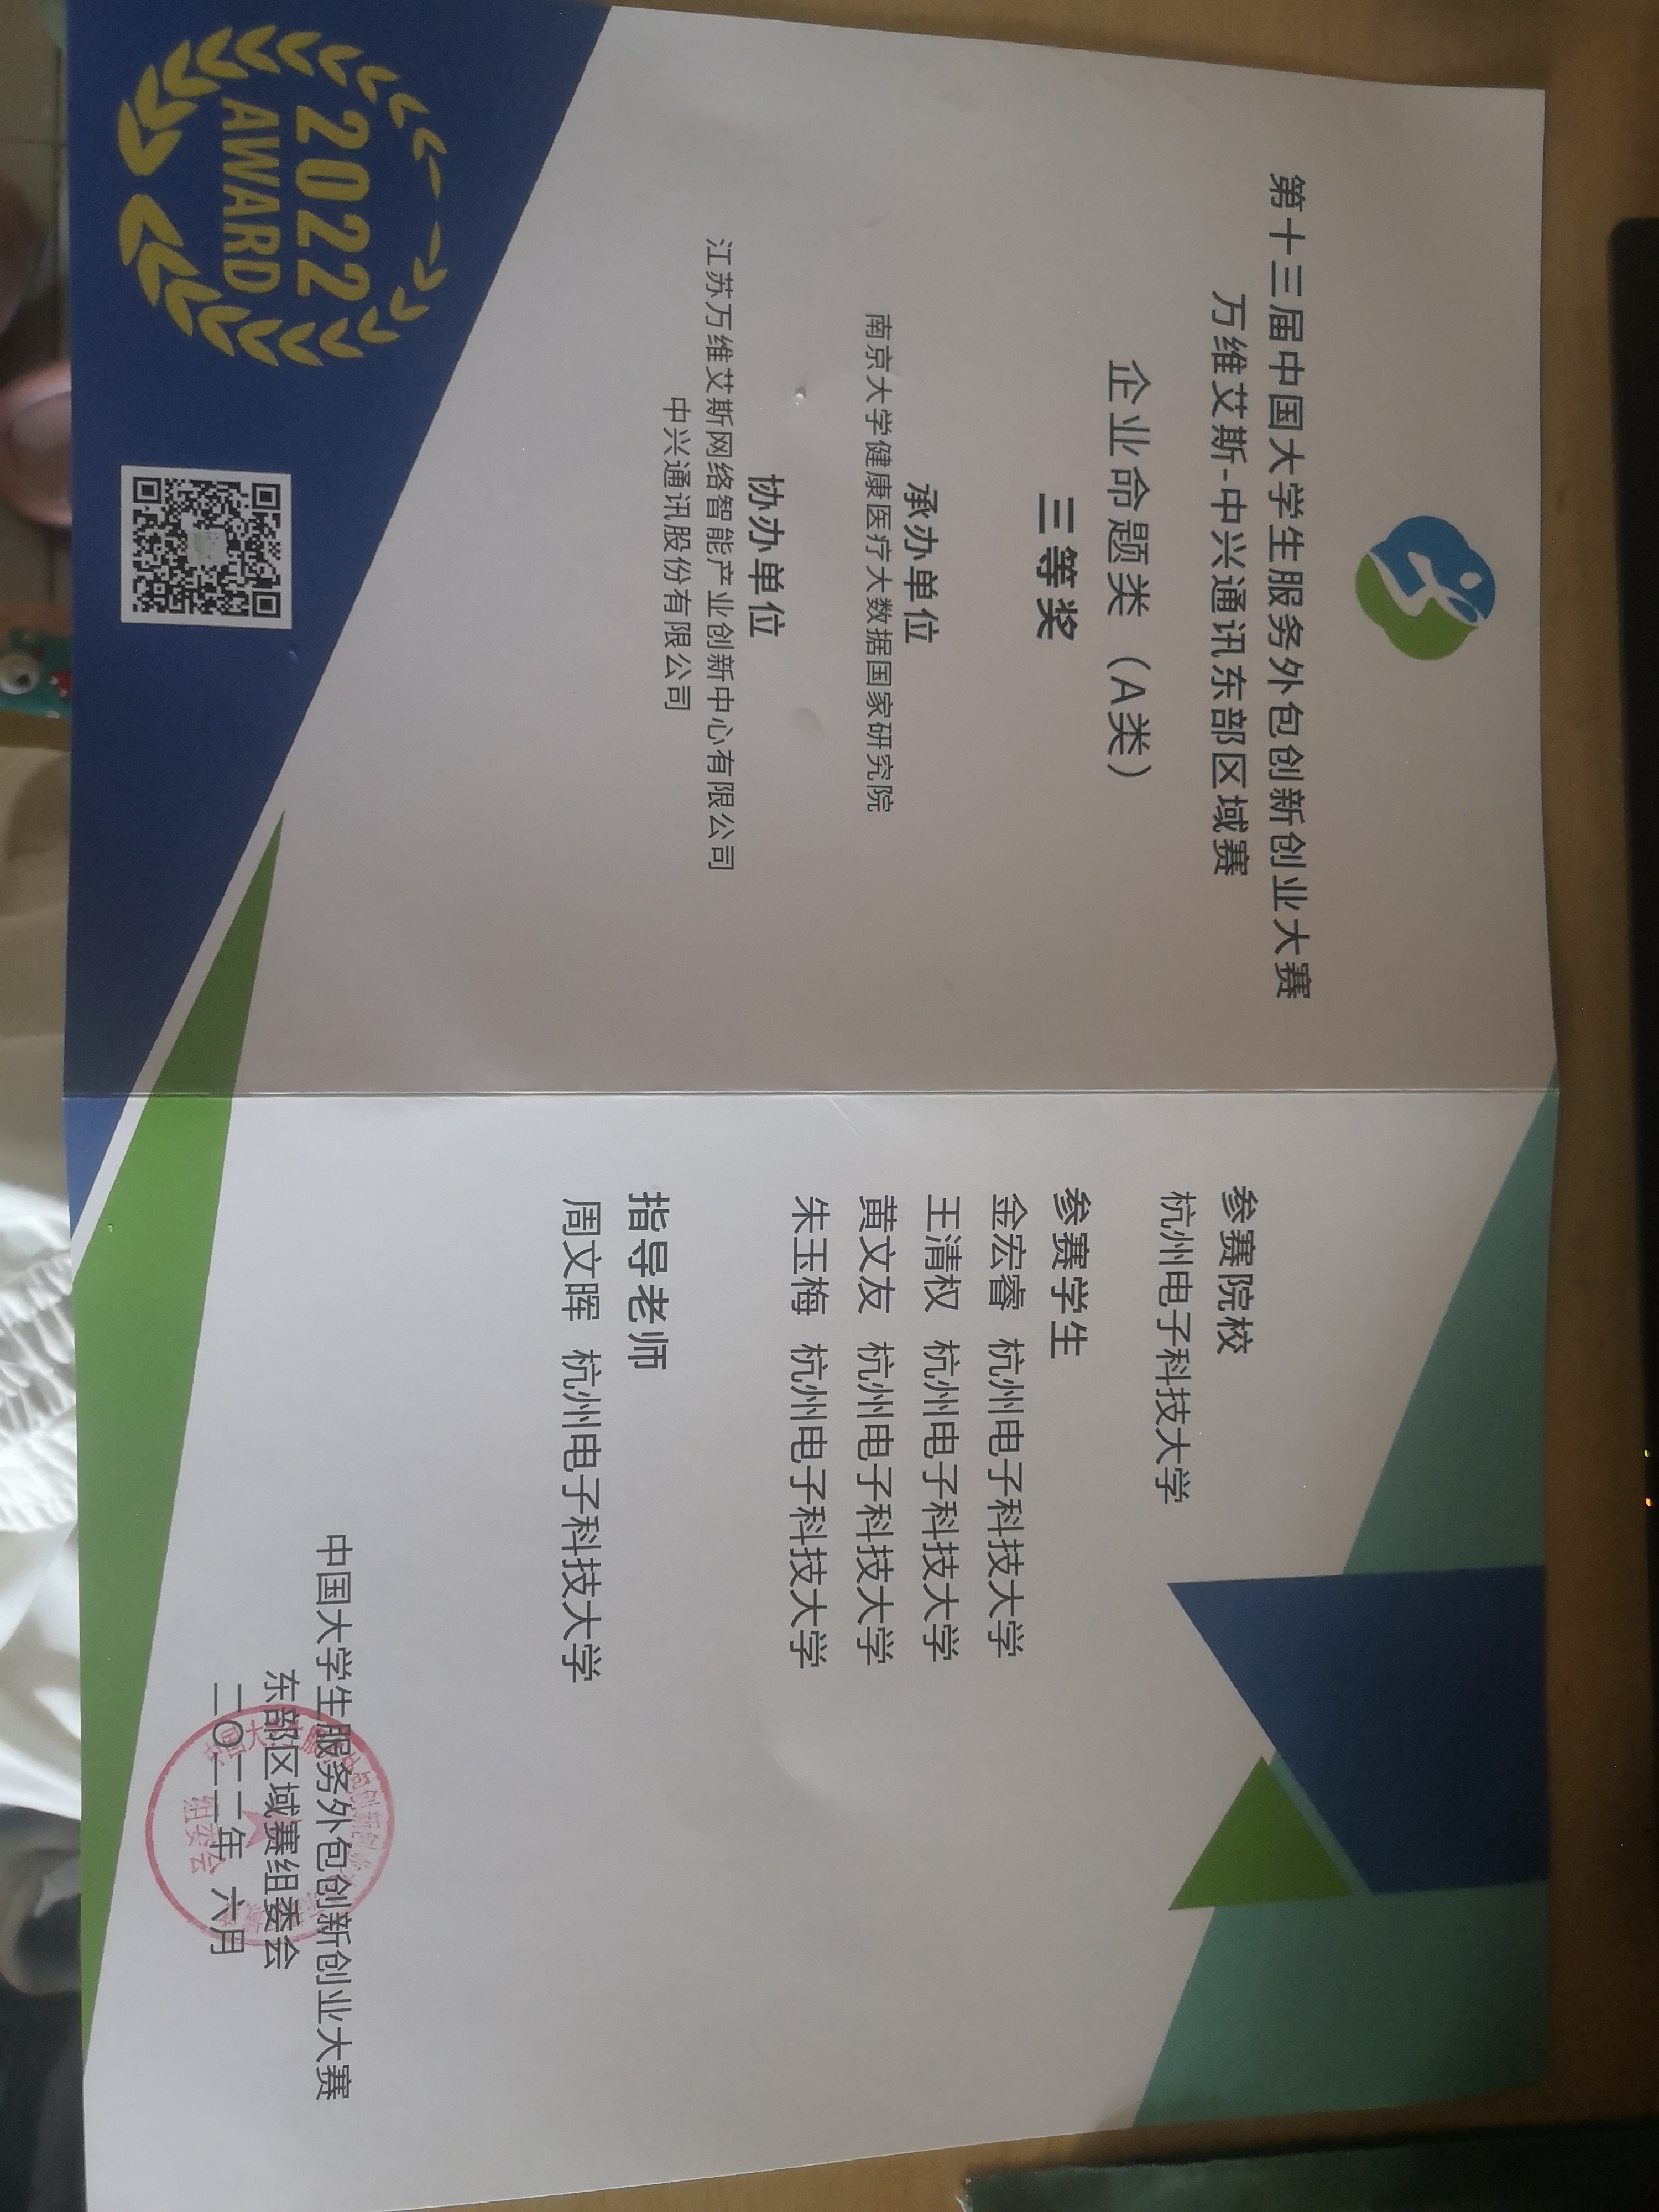 第十三届中国大学生服务外包创新创业大赛
万维艾斯-中兴通讯东部区域赛
企业命题类（A类）
三等奖
承办单位
南京大学健康医疗大数据国家研究院
协办单位
江苏万维艾斯网络智能产业创新中心有限公司
中兴通讯股份有限公司
2022
AWARD
参赛院校
杭州电子科技大学
参赛学生
金宏睿 杭州电子科技大学
王清权 杭州电子科技大学
黄文友 杭州电子科技大学
朱玉梅 杭州电子科技大学
指导老师
周文晖 杭州电子科技大学
中国大学生服务外包创新创业大赛
东部区域赛组委会
二〇二二年 六月
组委会